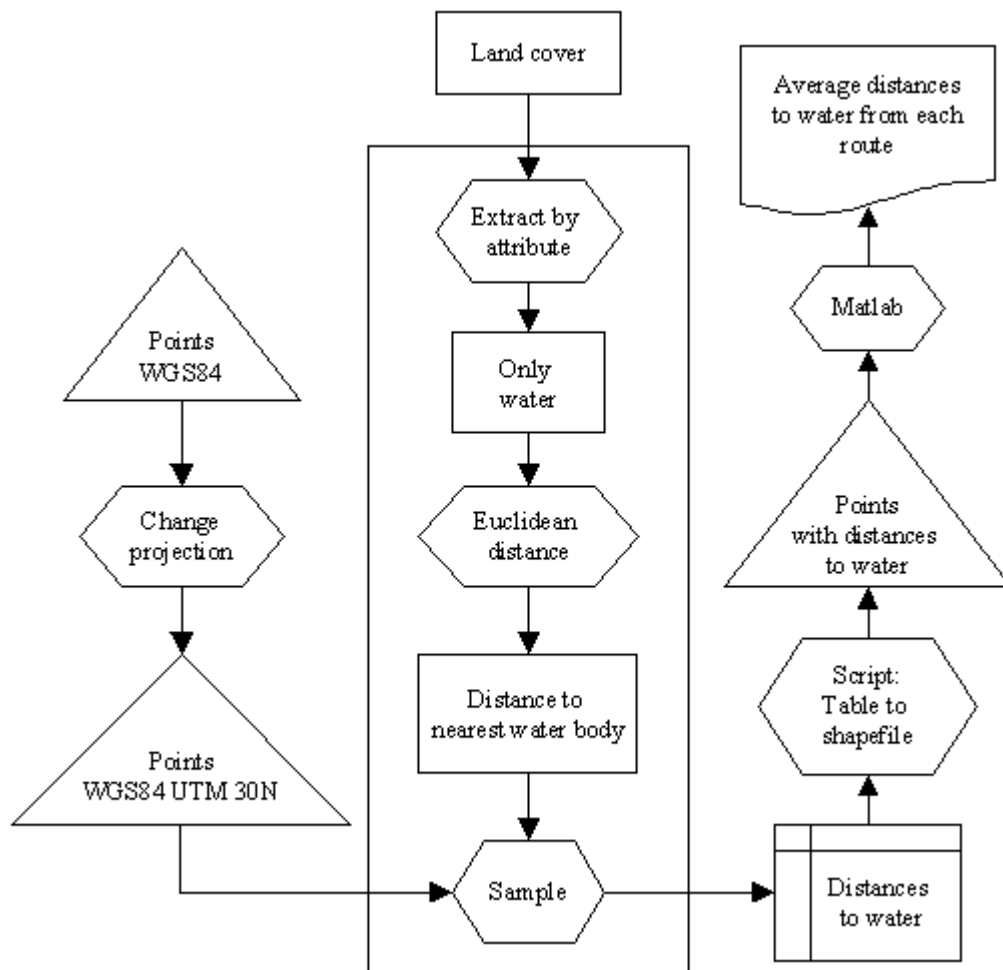 Land cover
Extract by
attribute
Only
water
Euclidean
distance
Distance to
nearest water body
Sample
Points
WGS84
Change
projection
Points
WGS84 UTM 30N
Average distances
to water from each
route
Matlab
Points
with distances
to water
Script:
Table to
shapefile
Distances
to water